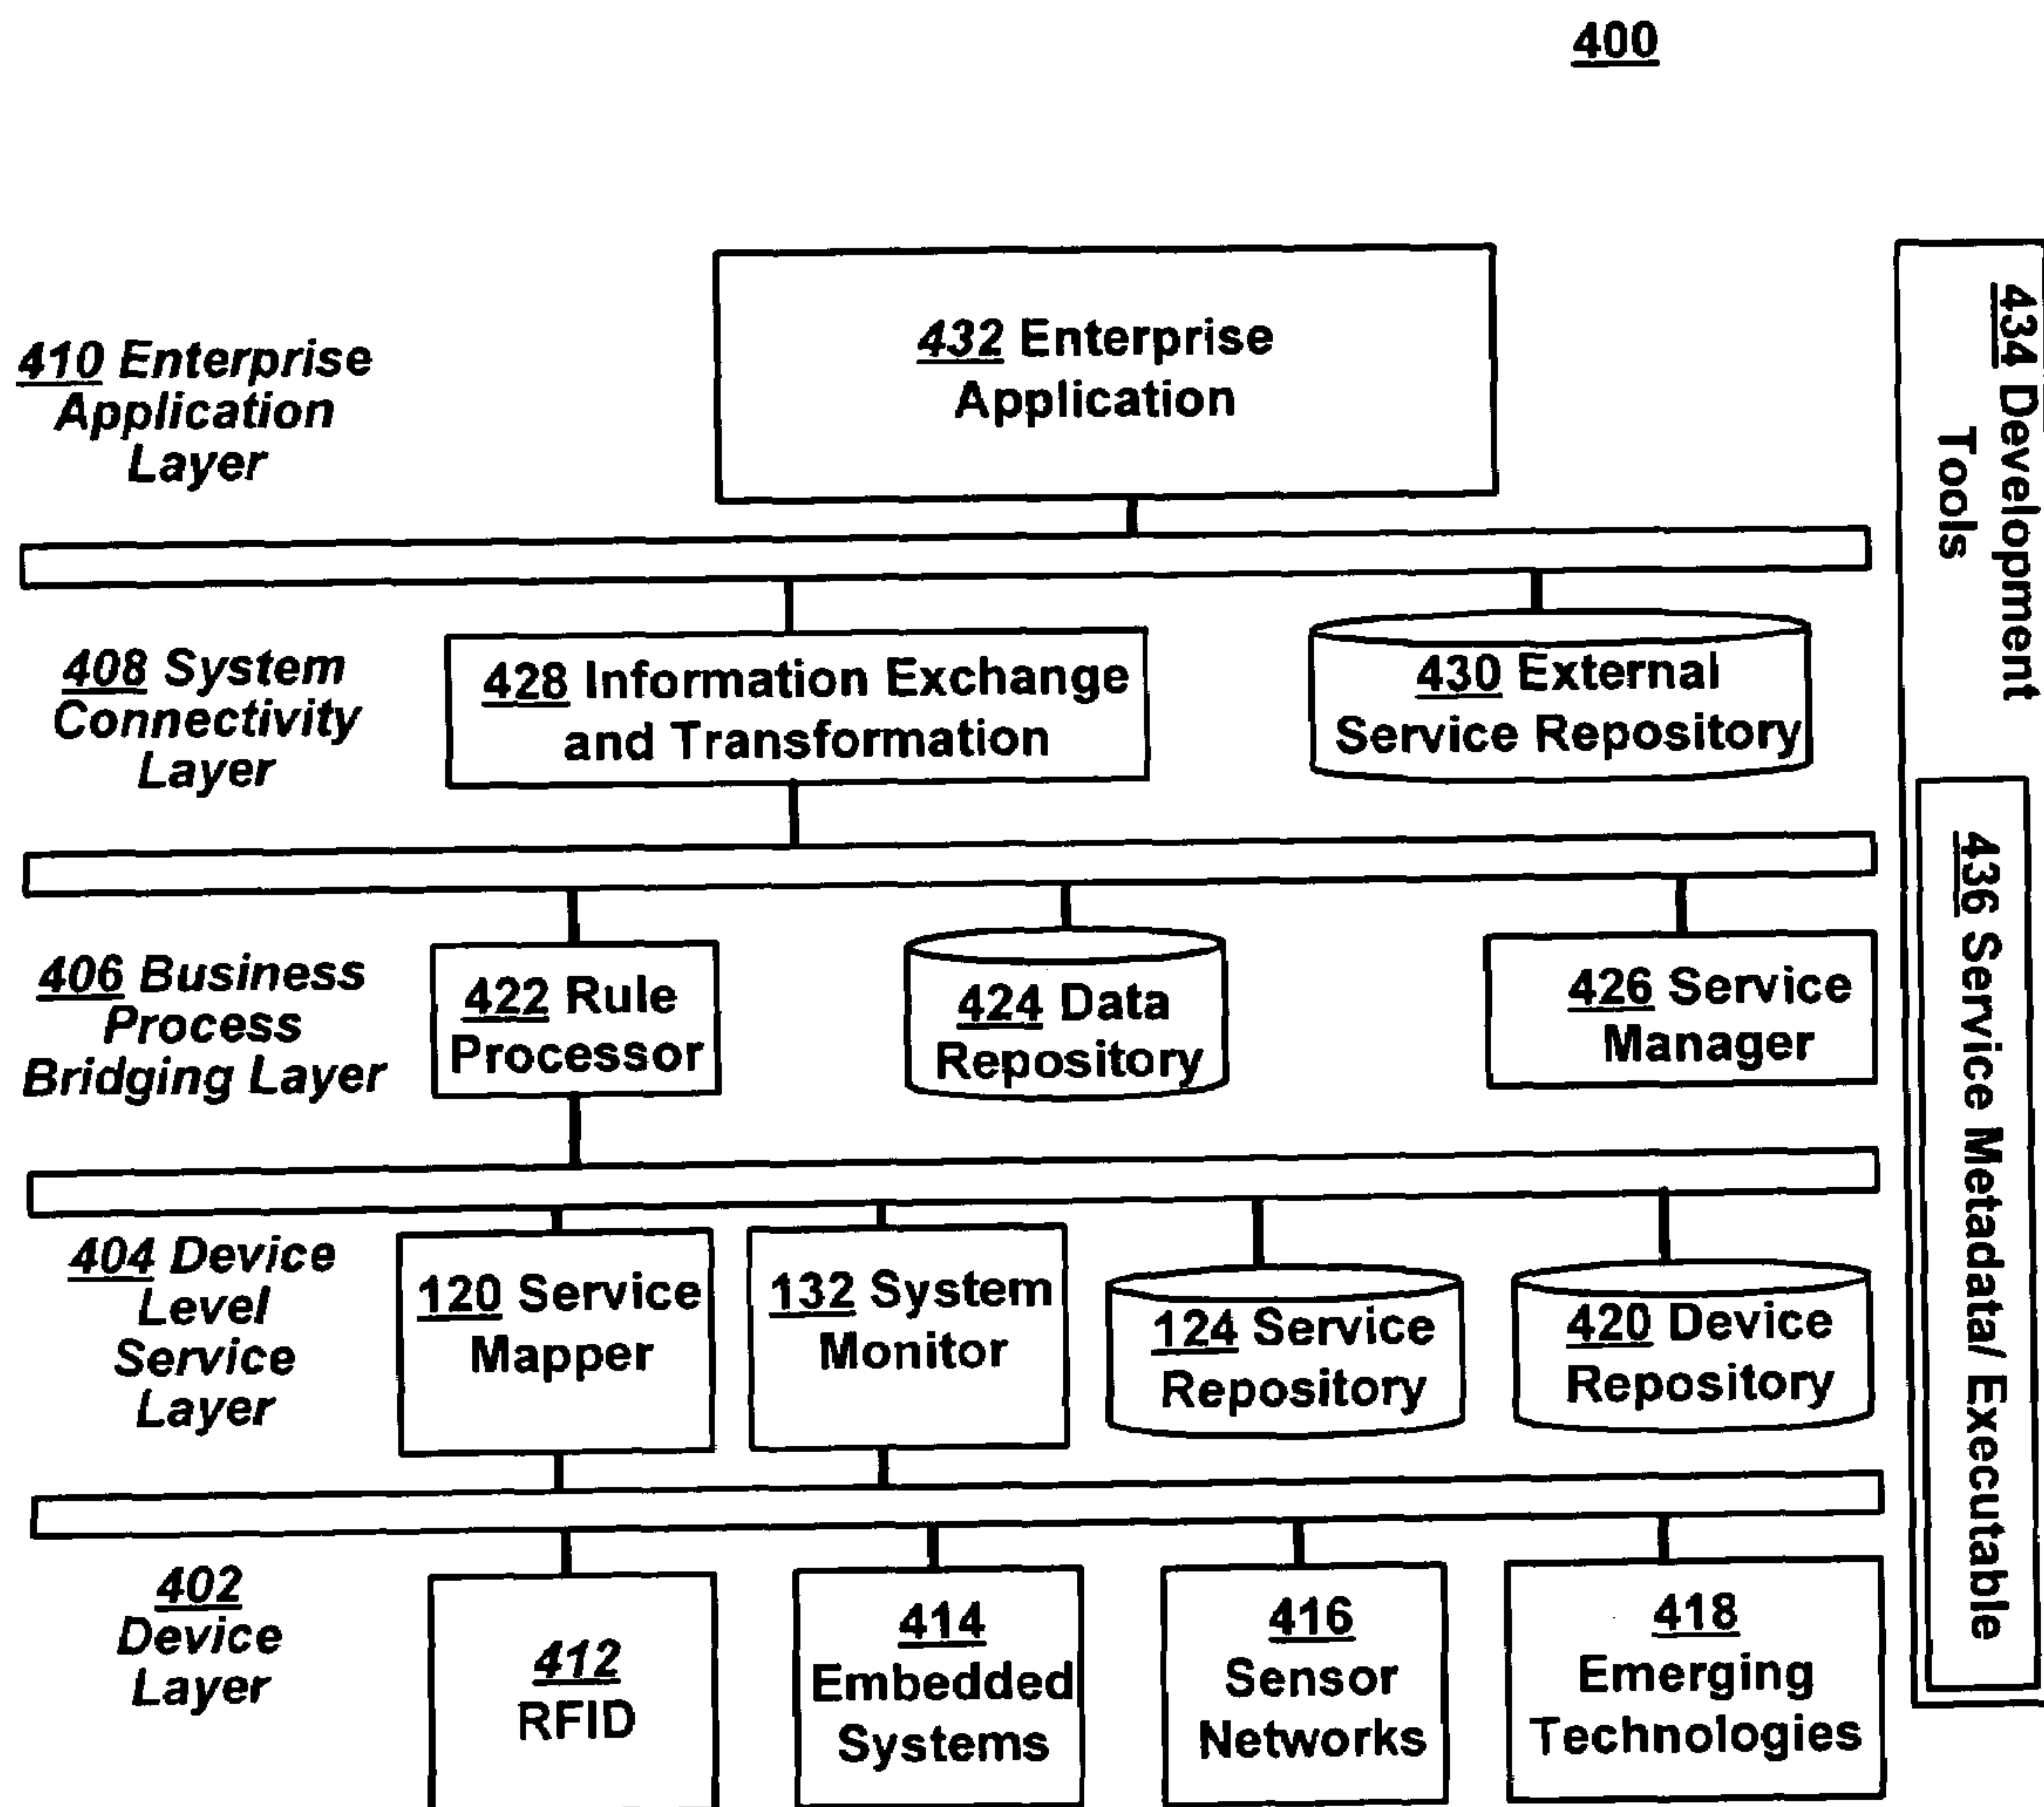 400
410 Enterprise
Application
Layer
432 Enterprise
Application
408 System
Connectivity
Layer
428 Information Exchange
and Transformation
430 External
Service Repository
406 Business
Process
Bridging Layer
422 Rule
Processor
424 Data
Repository
426 Service
Manager
404 Device
Level
Service
Layer
120 Service
Mapper
132 System
Monitor
124 Service
Repository
420 Device
Repository
402
Device
Layer
412
RFID
414
Embedded
Systems
416
Sensor
Networks
418
Emerging
Technologies
434 Development
Tools
436 Service Metadata/ Executable